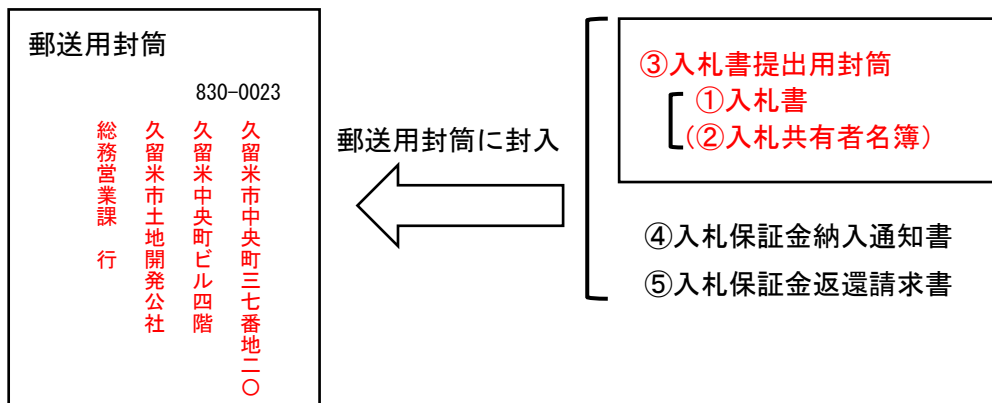 郵送用封筒
830-0023
久留米市中央町三七番地二〇
久留米中央町ビル四階
久留米市土地開発公社
総務営業課　行
郵送用封筒に封入
③入札書提出用封筒
①入札書
(②入札共有者名簿)
④入札保証金納入通知書
⑤入札保証金返還請求書